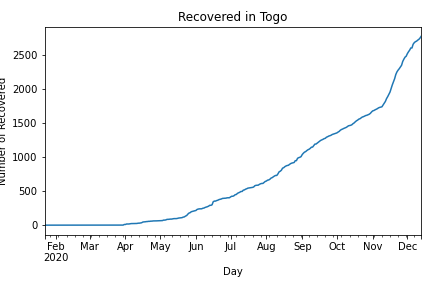 Recovered in Togo
Number of Recovered
2500
2000
1500
1000
500
0
Feb Mar Apr May Jun Jul Aug Sep Oct Nov Dec
2020
Day